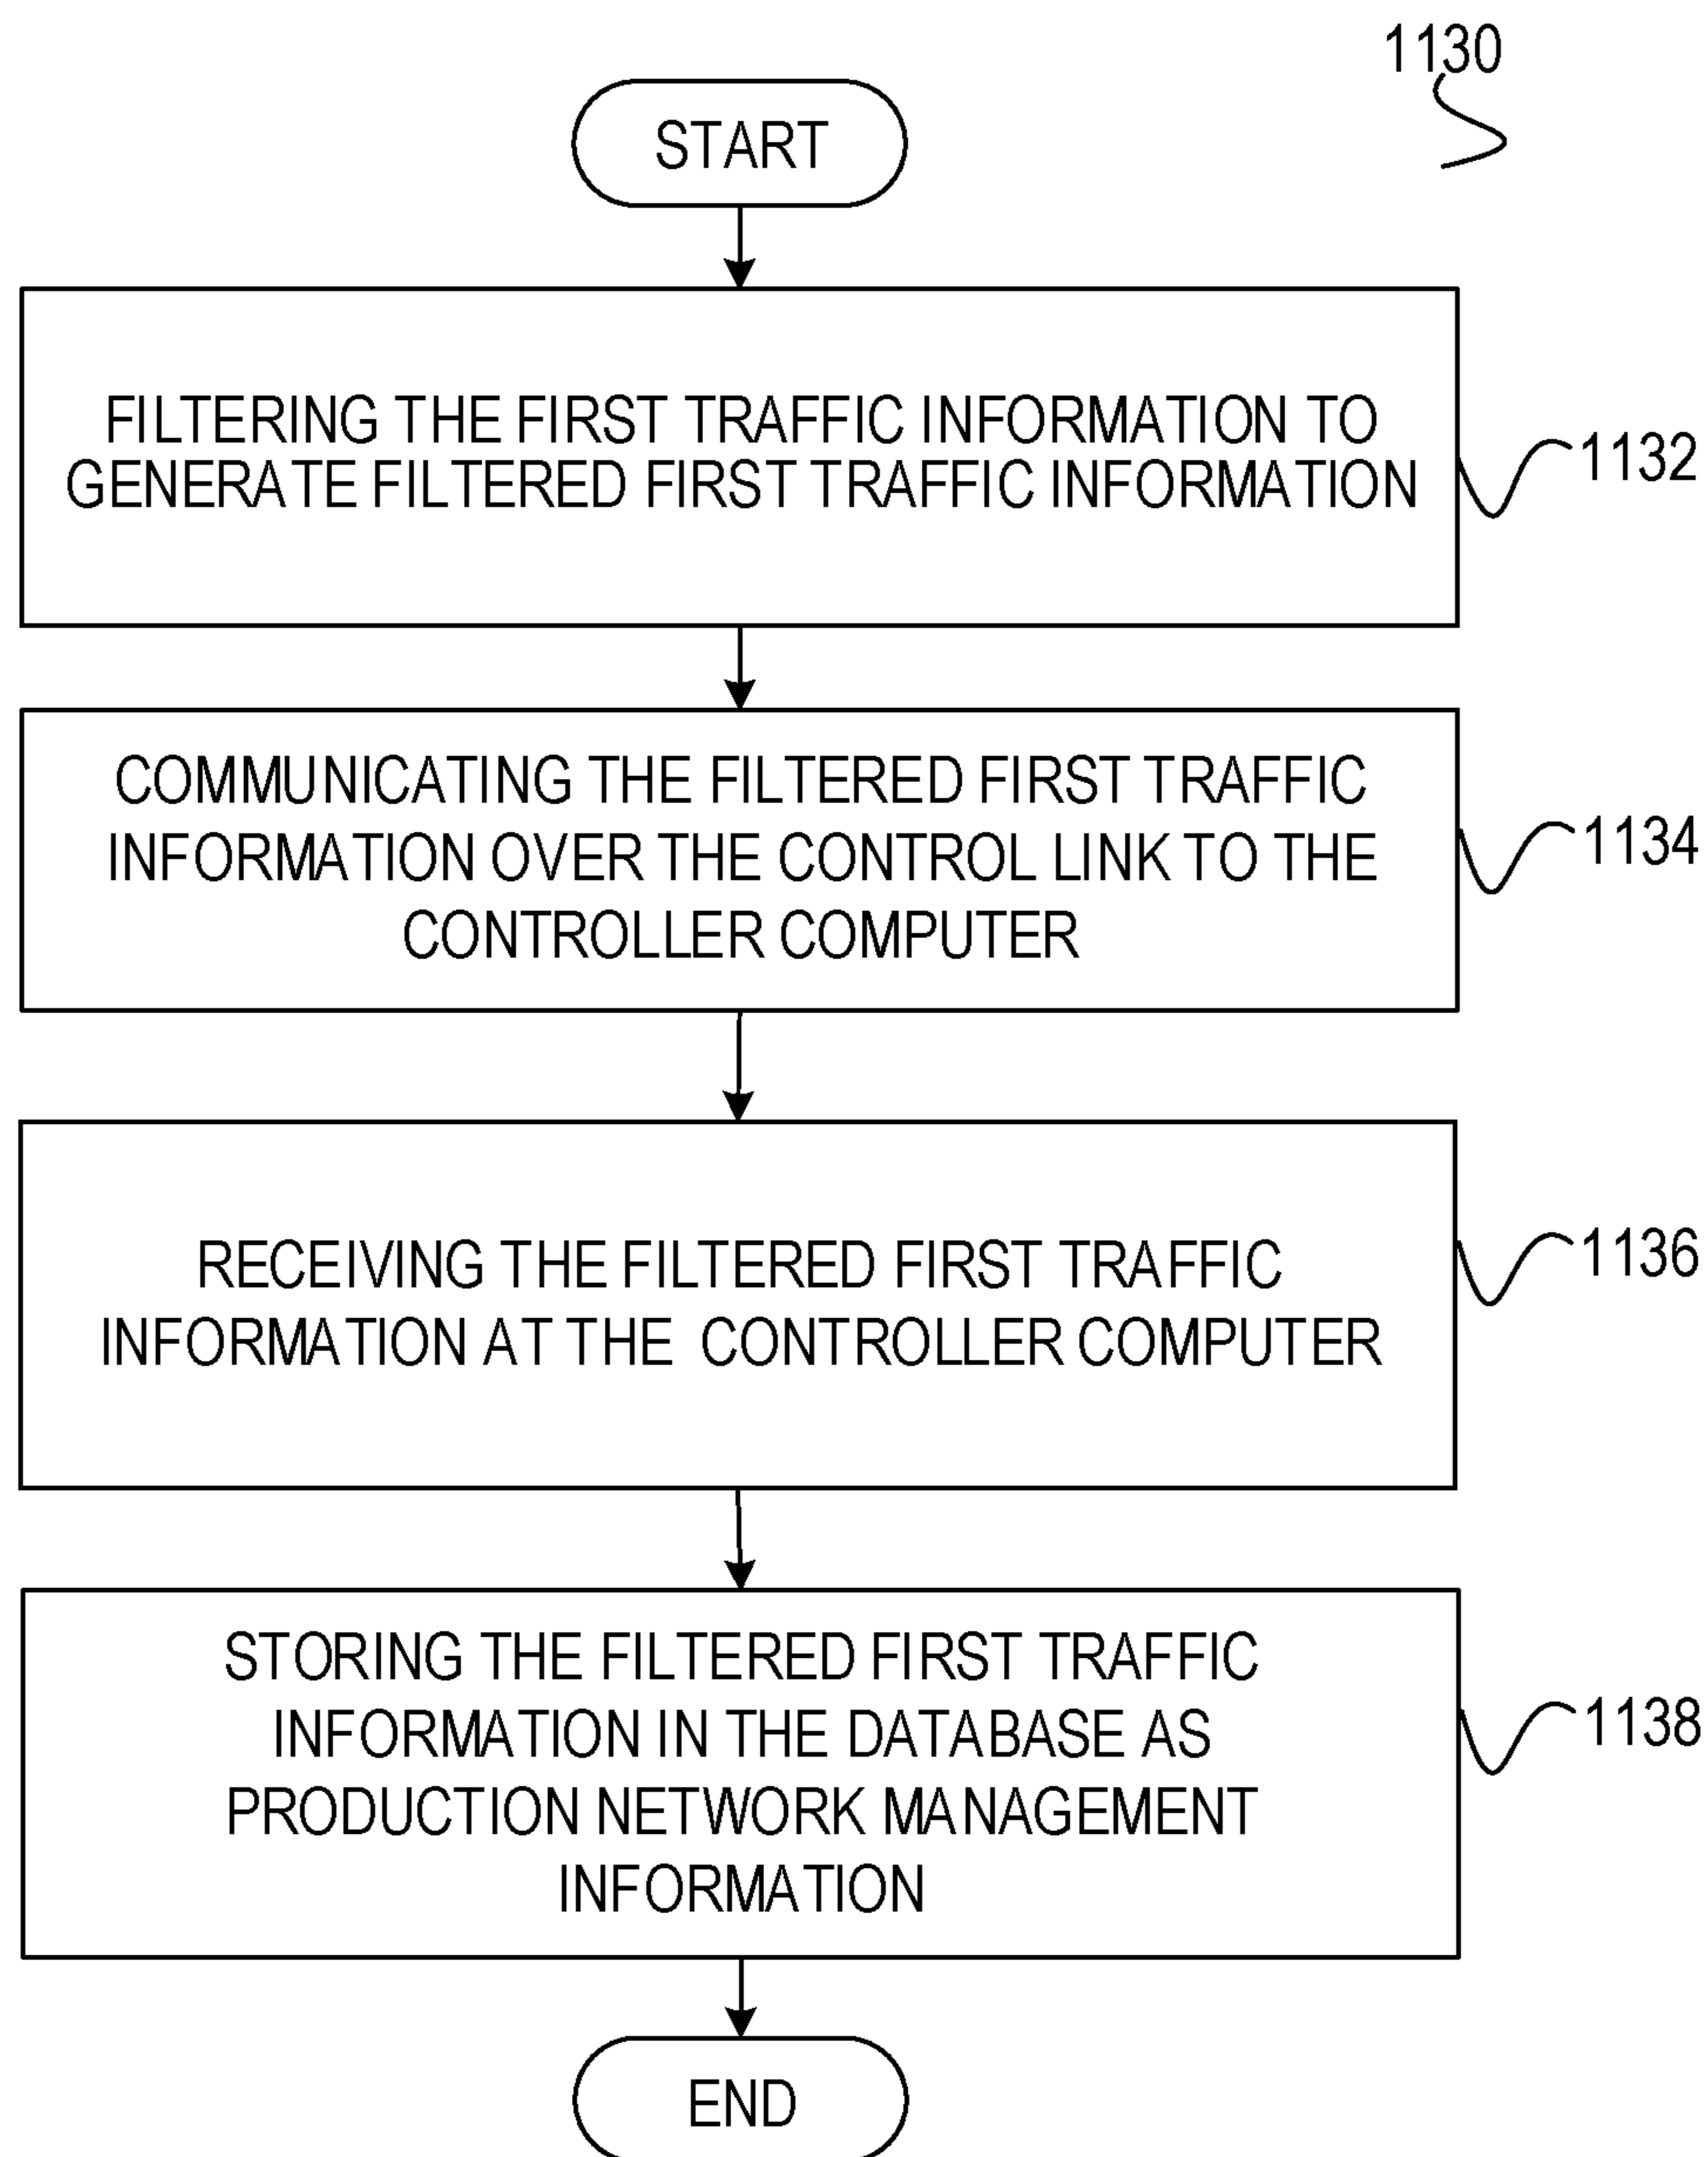 1130
START
FILTERING THE FIRST TRAFFIC INFORMATION TO
GENERATE FILTERED FIRST TRAFFIC INFORMATION
1132
COMMUNICATING THE FILTERED FIRST TRAFFIC
INFORMATION OVER THE CONTROL LINK TO THE
CONTROLLER COMPUTER
1134
RECEIVING THE FILTERED FIRST TRAFFIC
INFORMATION AT THE CONTROLLER COMPUTER
1136
STORING THE FILTERED FIRST TRAFFIC
INFORMATION IN THE DATABASE AS
PRODUCTION NETWORK MANAGEMENT
INFORMATION
1138
END